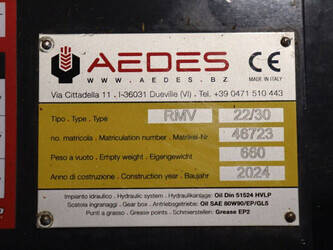 AEDES
WWW.AEDES.BZ
CE
MADE IN ITALY
Via Cittadella 11 . I-36031 Dueville (VI) . Tel. +39 0471 510 443
Tipo . Type . Type RMV 22/30
no. matricola . Matriculation number . Matrikel-Nr 46723
Peso a vuoto . Empty weight . Eigengewicht 660
Anno di costruzione . Construction year . Baujahr 2024
Impianto idraulico . Hydraulic system . Hydraulikanlage: Oil Din 51524 HVLP
Scatola ingranaggi . Gear box . Antriebsgetriebe: Oil SAE 80W90/EP/GL5
Punti a grasso . Grease points . Schmierstellen: Grease EP2